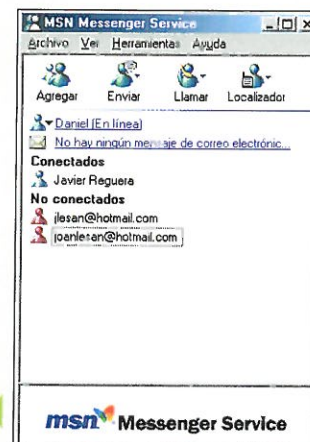 MSN Messenger Service
Archivo Ver Herramientas Ayuda
Agregar Enviar Llamar Localizador
Daniel (En línea)
No hay ningún mensaje de correo electrónic...
Conectados
Javier Reguera
No conectados
jlesan@hotmail.com
joanlesan@hotmail.com
msn Messenger Service